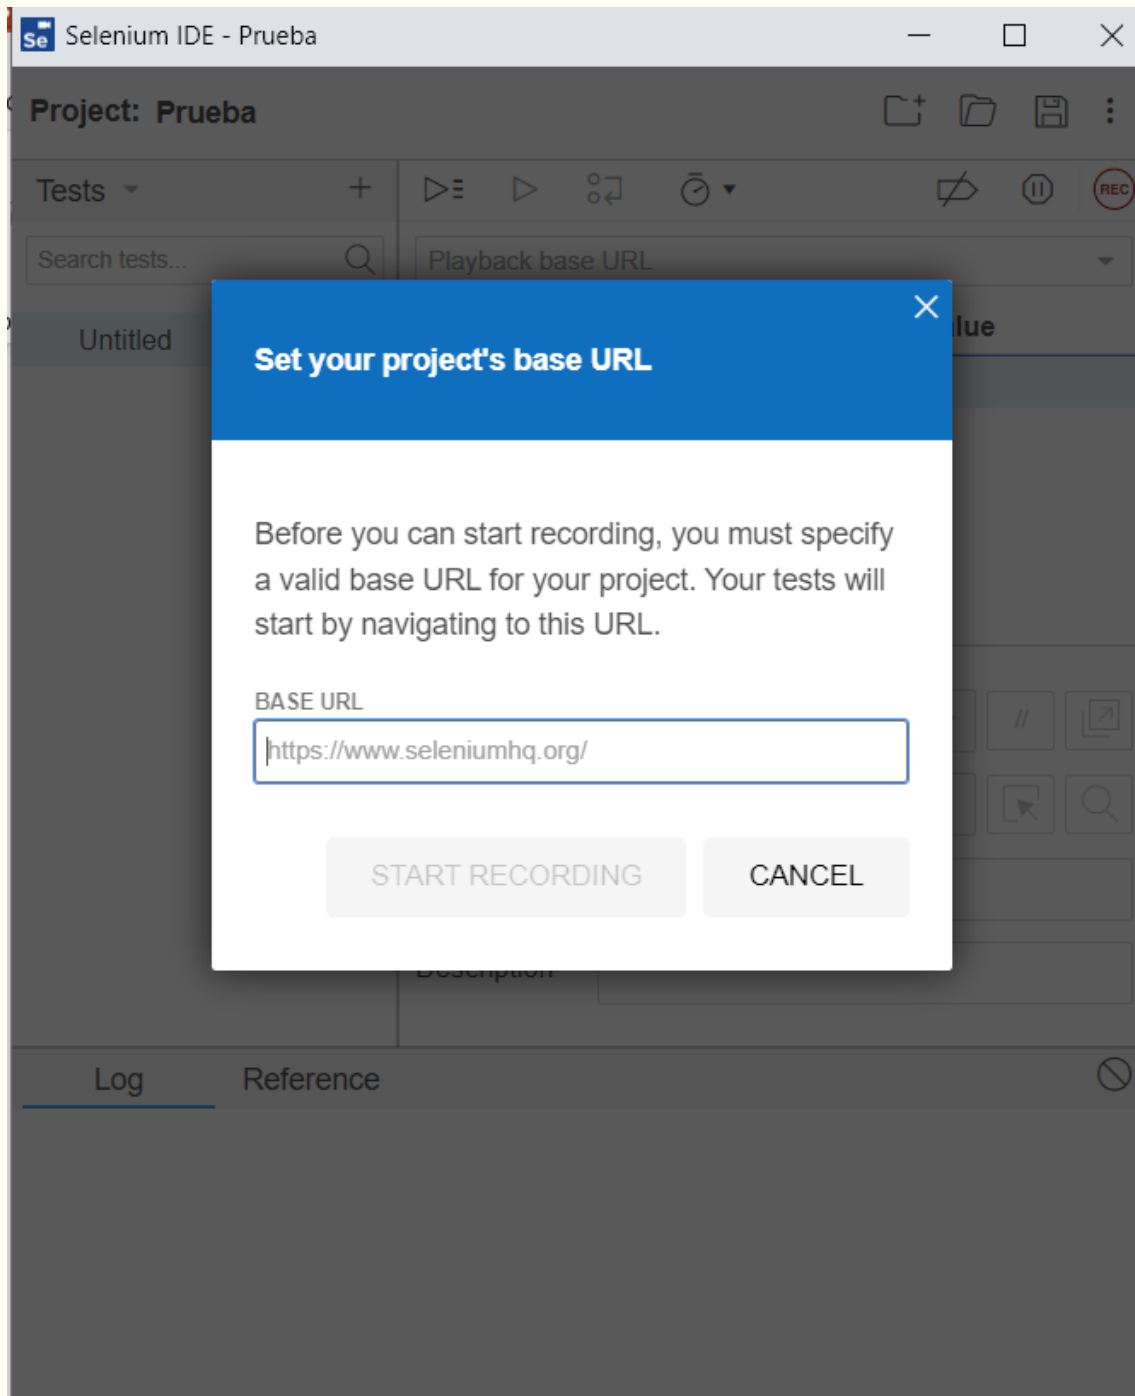 Se Selenium IDE - Prueba
Project: Prueba
Tests
REC
Search tests...
Playback base URL
Untitled
lue
Set your project's base URL
Before you can start recording, you must specify
a valid base URL for your project. Your tests will
start by navigating to this URL.
//
BASE URL
https://www.seleniumhq.org/
START RECORDING
CANCEL
Description
Log
Reference